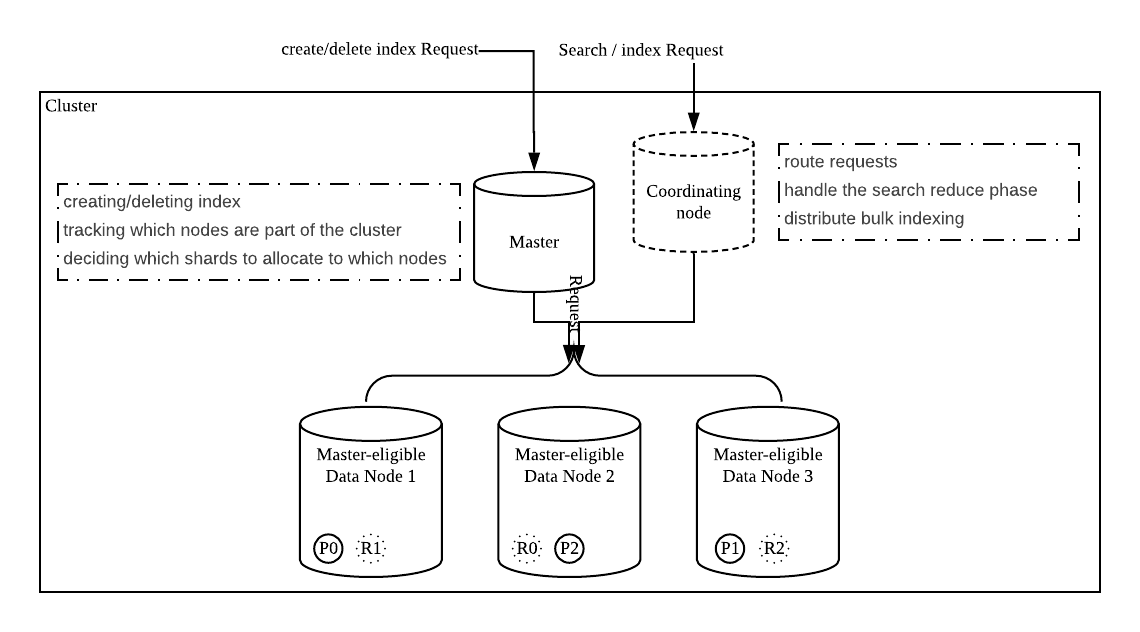 create/delete index Request
Search / index Request
Cluster
creating/deleting index
tracking which nodes are part of the cluster
deciding which shards to allocate to which nodes
Master
Coordinating
node
route requests
handle the search reduce phase
distribute bulk indexing
Request
Master-eligible
Data Node 1
P0
R1
Master-eligible
Data Node 2
R0
P2
Master-eligible
Data Node 3
P1
R2